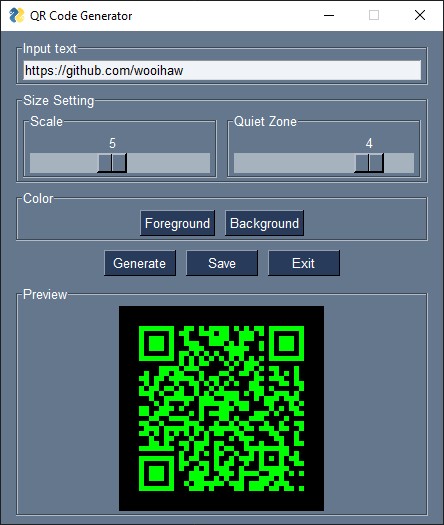 QR Code Generator
Input text
https://github.com/wooihaw
Size Setting
Scale
Quiet Zone
5
4
Color
Foreground
Background
Generate
Save
Exit
Preview